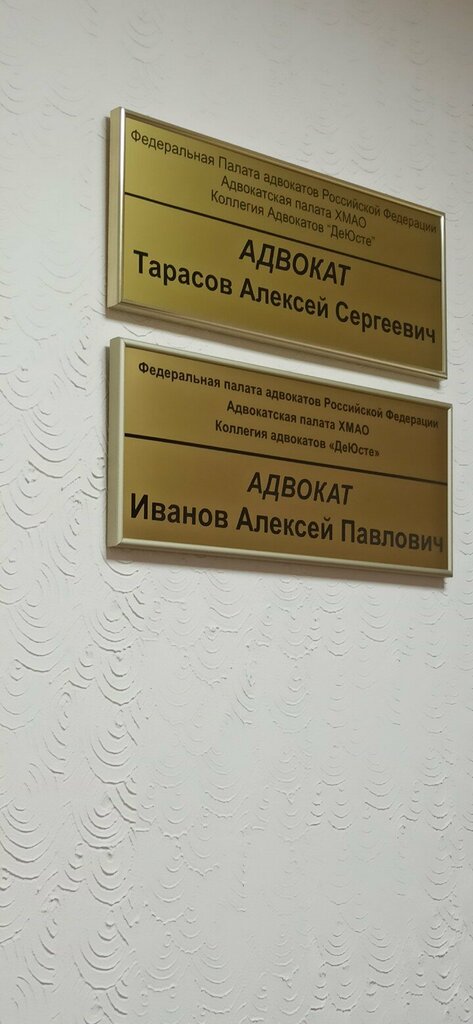 Федеральная Палата адвокатов Российской Федерации
Адвокатская палата ХМАО
Коллегия Адвокатов "ДеЮсте"
АДВОКАТ
Тарасов Алексей Сергеевич
Федеральная палата адвокатов Российской Федерации
Адвокатская палата ХМАО
Коллегия адвокатов «ДеЮсте»
АДВОКАТ
Иванов Алексей Павлович